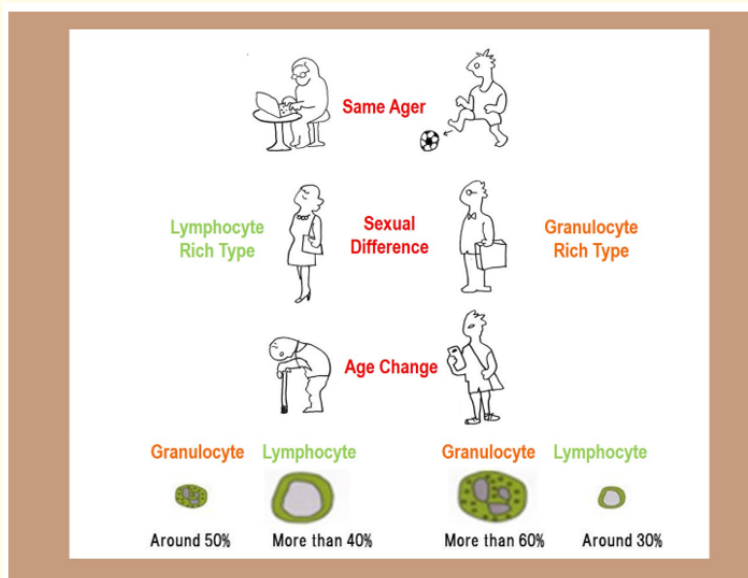 Same Ager
Lymphocyte
Rich Type
Sexual
Difference
Granulocyte
Rich Type
Age Change
Granulocyte Lymphocyte Granulocyte Lymphocyte
Around 50% More than 40% More than 60% Around 30%